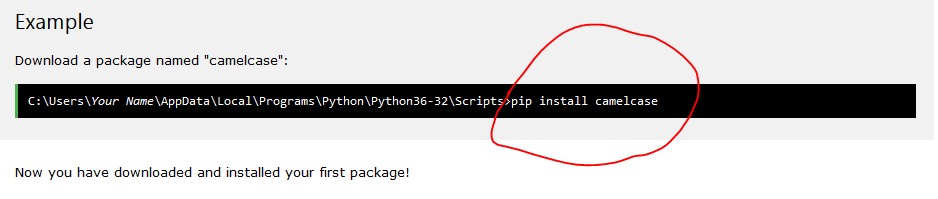 Example
Download a package named "camelcase":
C:\Users\Your Name\AppData\Local\Programs\Python\Python36-32\Scripts>pip install camelcase
Now you have downloaded and installed your first package!